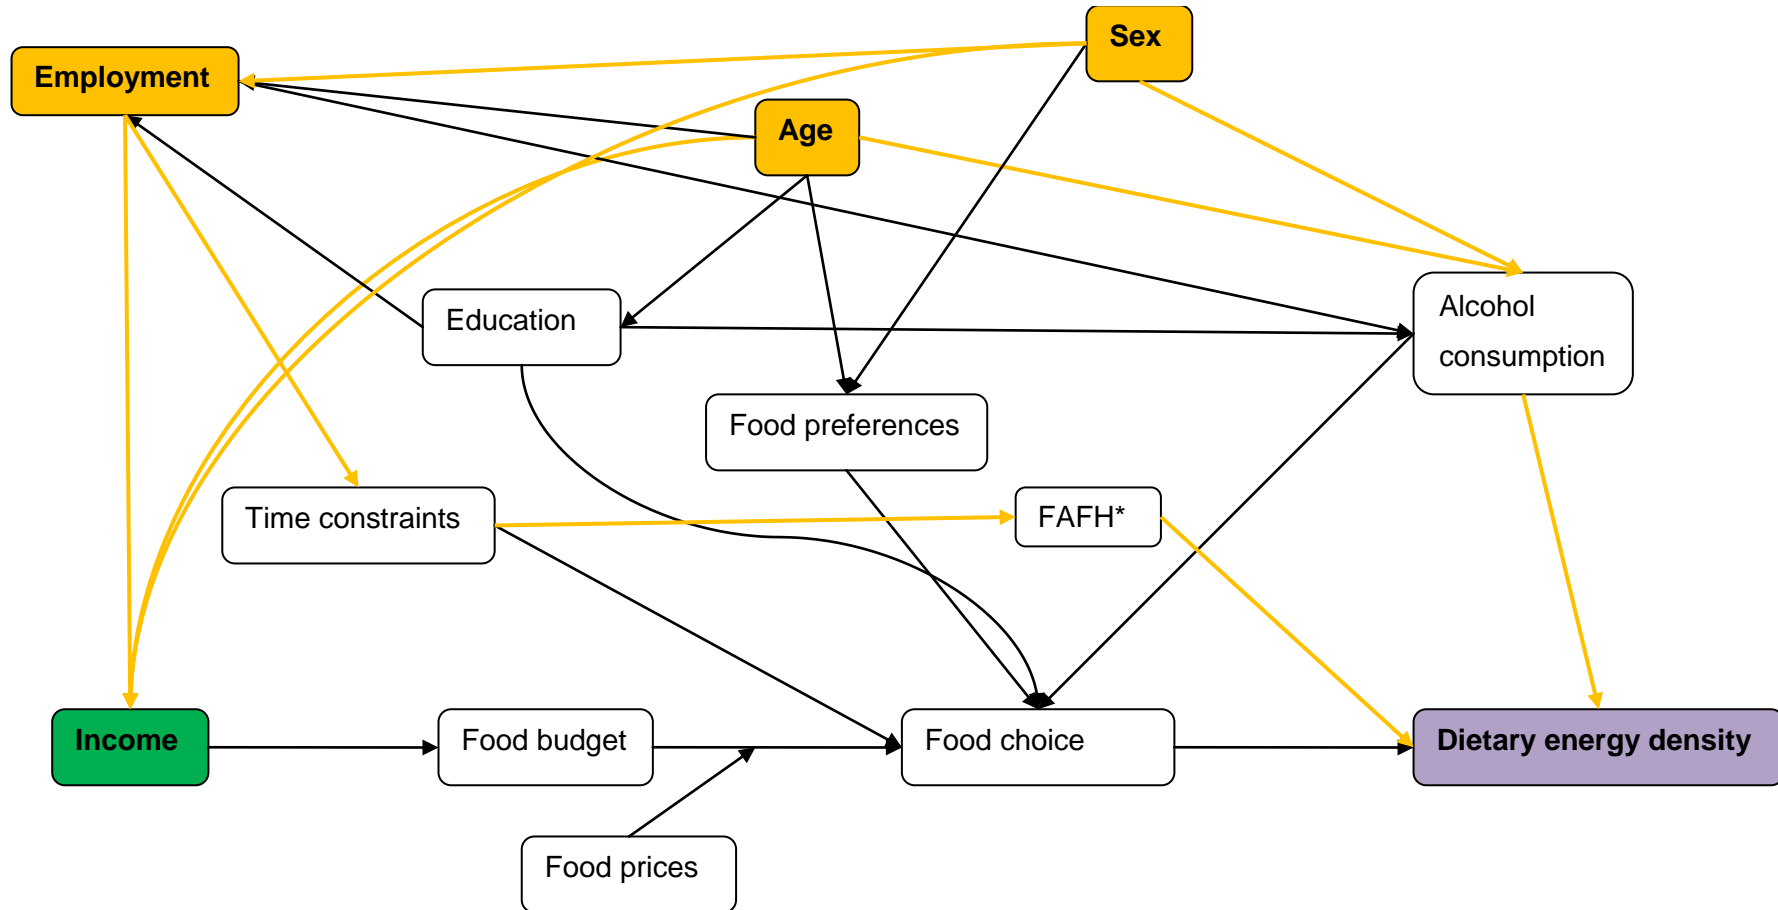 Sex
Employment
Age
Education
Alcohol
consumption
Food preferences
Time constraints
FAFH*
Income
Food budget
Food choice
Dietary energy density
Food prices